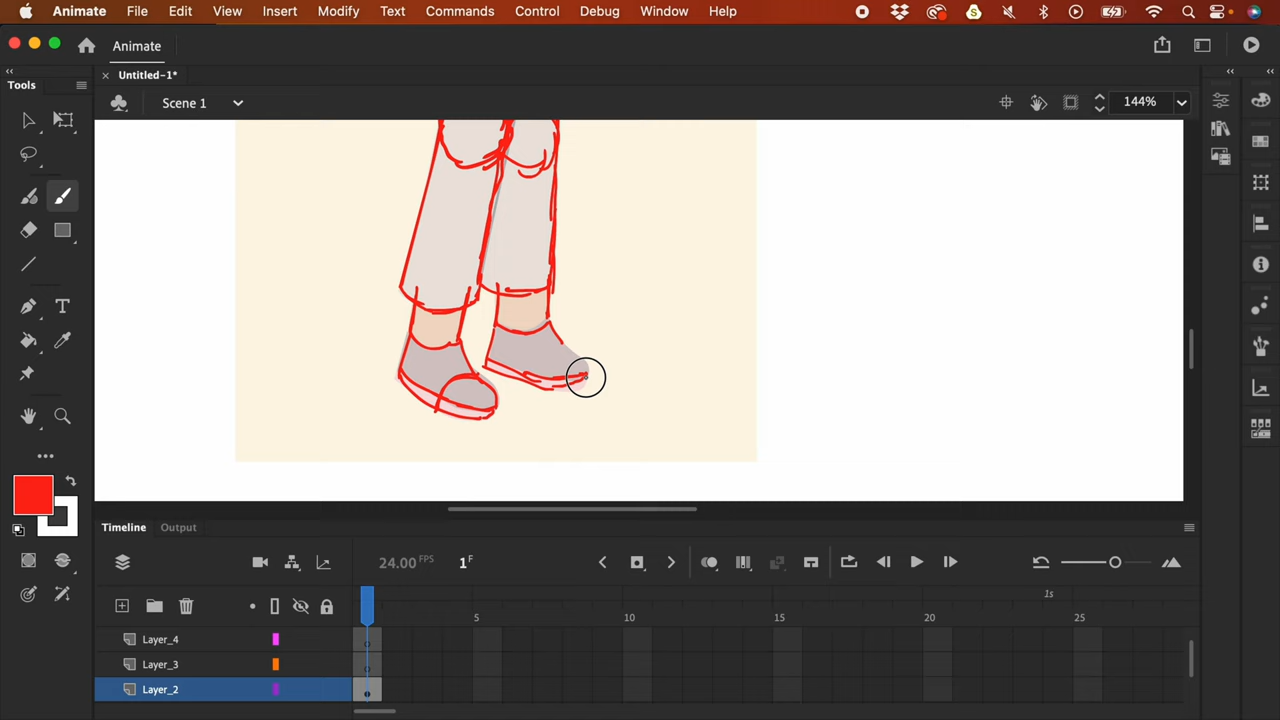 Animate File Edit View Insert Modify Text Commands Control Debug Window Help
Animate
Untitled-1*
Tools
Scene 1
144%
T
Timeline Output
24.00 FPS 1 F
1s
5 10 15 20 25
Layer_4
Layer_3
Layer_2